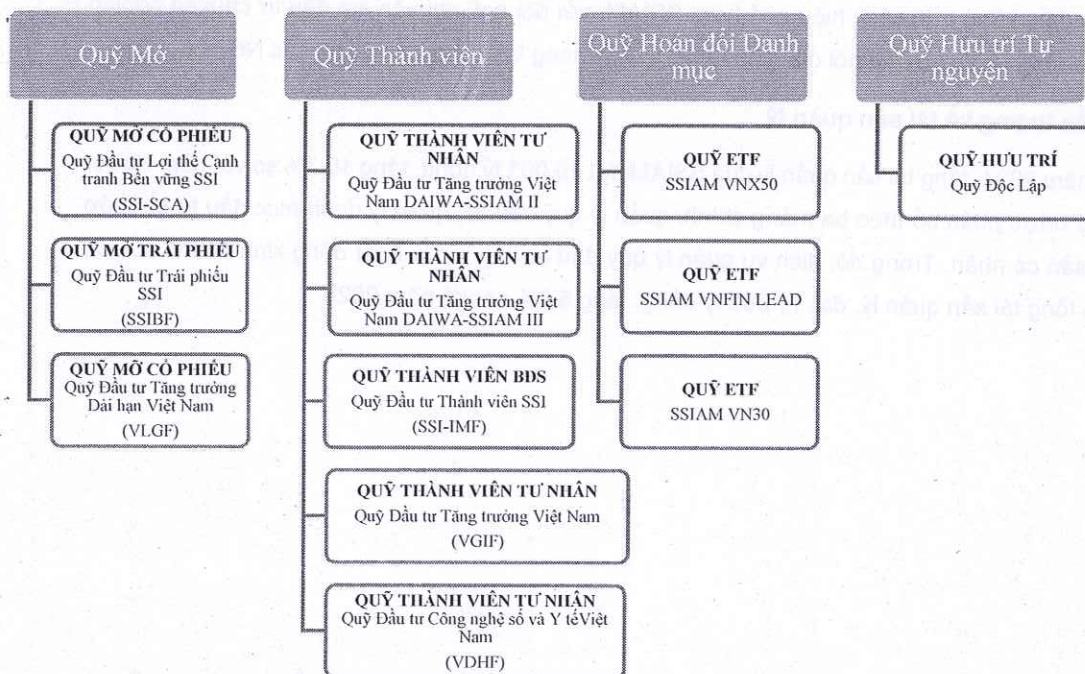 Quỹ Mở
QUỸ MỞ CỔ PHIẾU
Quỹ Đầu tư Lợi thế Cạnh
tranh Bền vững SSI
(SSI-SCA)
QUỸ MỞ TRÁI PHIẾU
Quỹ Đầu tư Trái phiếu
SSI
(SSIBF)
QUỸ MỞ CỔ PHIẾU
Quỹ Đầu tư Tăng trưởng
Dài hạn Việt Nam
(VLGF)
Quỹ Thành viên
QUỸ THÀNH VIÊN TƯ
NHÂN
Quỹ Đầu tư Tăng trưởng Việt
Nam DAIWA-SSIAM II
QUỸ THÀNH VIÊN TƯ
NHÂN
Quỹ Đầu tư Tăng trưởng Việt
Nam DAIWA-SSIAM III
QUỸ THÀNH VIÊN BĐS
Quỹ Đầu tư Thành viên SSI
(SSI-IMF)
QUỸ THÀNH VIÊN TƯ NHÂN
Quỹ Đầu tư Tăng trưởng Việt Nam
(VGIF)
QUỸ THÀNH VIÊN TƯ NHÂN
Quỹ Đầu tư Công nghệ số và Y tếViệt
Nam
(VDHF)
Quỹ Hoán đổi Danh
mục
QUỸ ETF
SSIAM VNX50
QUỸ ETF
SSIAM VNFIN LEAD
QUỸ ETF
SSIAM VN30
Quỹ Hưu trí Tự
nguyện
QUỸ HƯU TRÍ
Quỹ Độc Lập